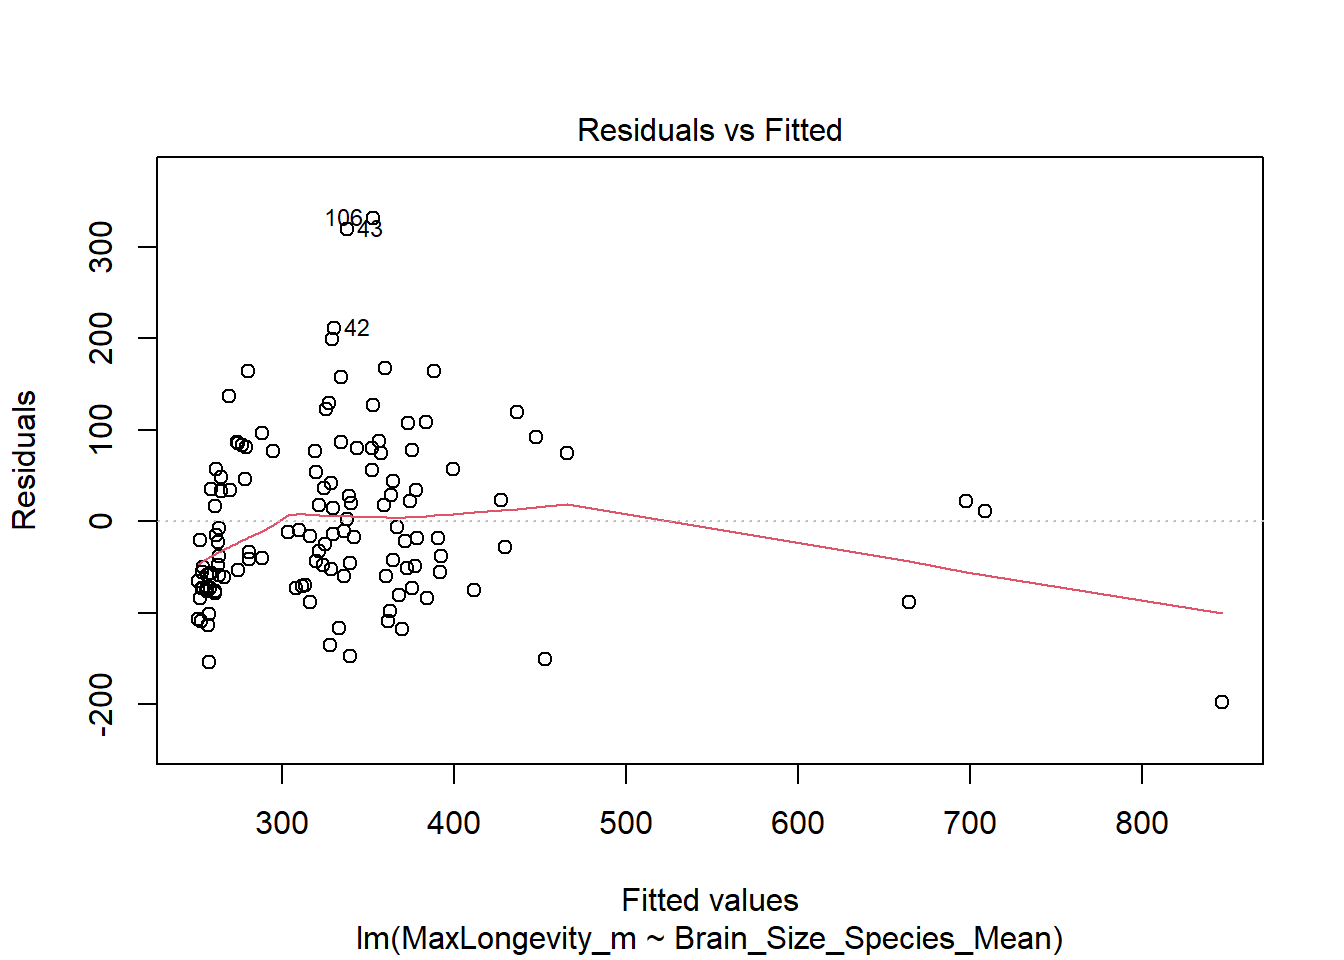 Residuals vs Fitted
Residuals
300
200
100
0
-200
106
43
42
300 400 500 600 700 800
Fitted values
lm(MaxLongevity_m ~ Brain_Size_Species_Mean)